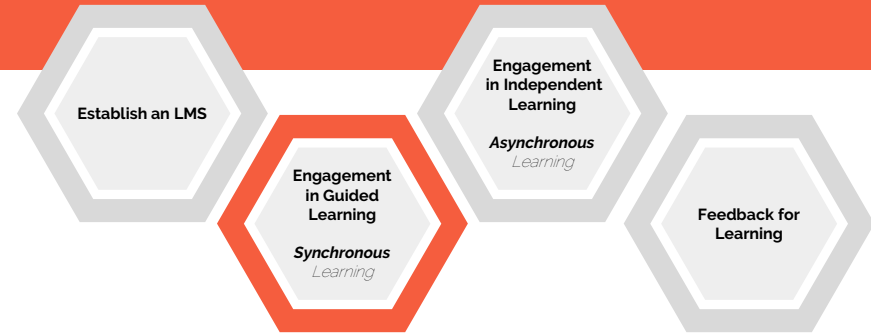 Establish an LMS
Engagement
in Guided
Learning
Synchronous
Learning
Engagement
in Independent
Learning
Asynchronous
Learning
Feedback for
Learning